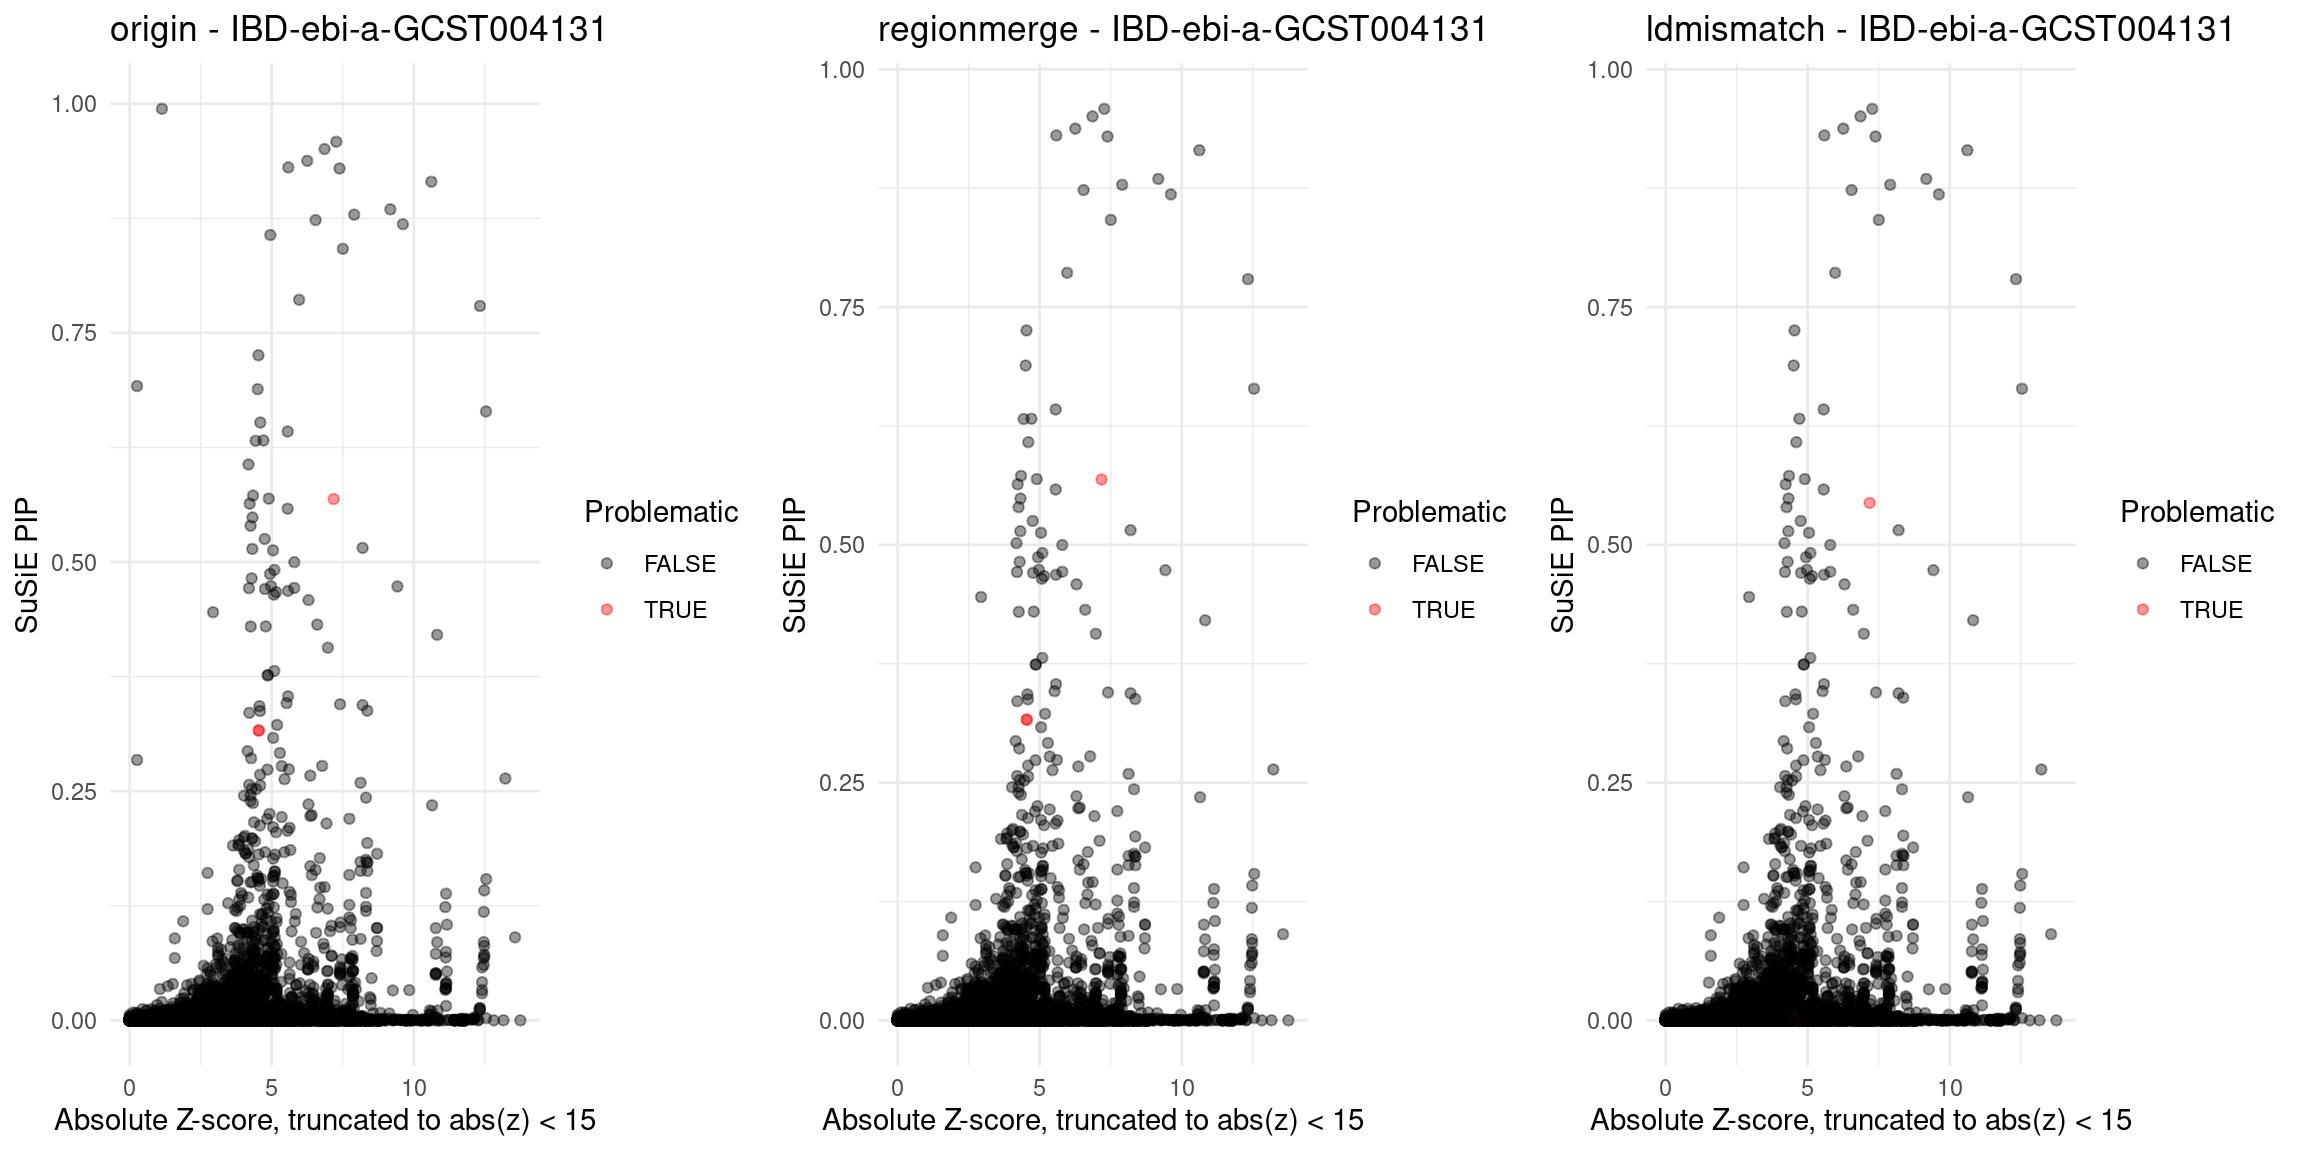 origin - IBD-ebi-a-GCST004131
1.00
0.75
0.50
0.25
0.00
SuSiE PIP
0 5 10
Absolute Z-score, truncated to abs(z) < 15
Problematic
FALSE
TRUE
regionmerge - IBD-ebi-a-GCST004131
1.00
0.75
0.50
0.25
0.00
SuSiE PIP
0 5 10
Absolute Z-score, truncated to abs(z) < 15
Problematic
FALSE
TRUE
ldmismatch - IBD-ebi-a-GCST004131
1.00
0.75
0.50
0.25
0.00
SuSiE PIP
0 5 10
Absolute Z-score, truncated to abs(z) < 15
Problematic
FALSE
TRUE